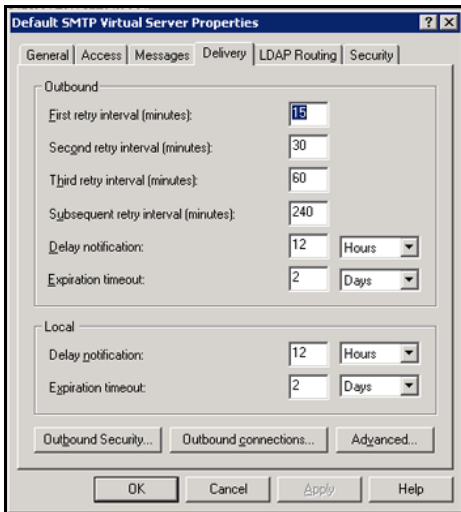 Default SMTP Virtual Server Properties
General Access Messages Delivery LDAP Routing Security
Outbound
First retry interval (minutes): 15
Second retry interval (minutes): 30
Third retry interval (minutes): 60
Subsequent retry interval (minutes): 240
Delay notification: 12 Hours
Expiration timeout: 2 Days
Local
Delay notification: 12 Hours
Expiration timeout: 2 Days
Outbound Security... Outbound connections... Advanced...
OK Cancel Apply Help